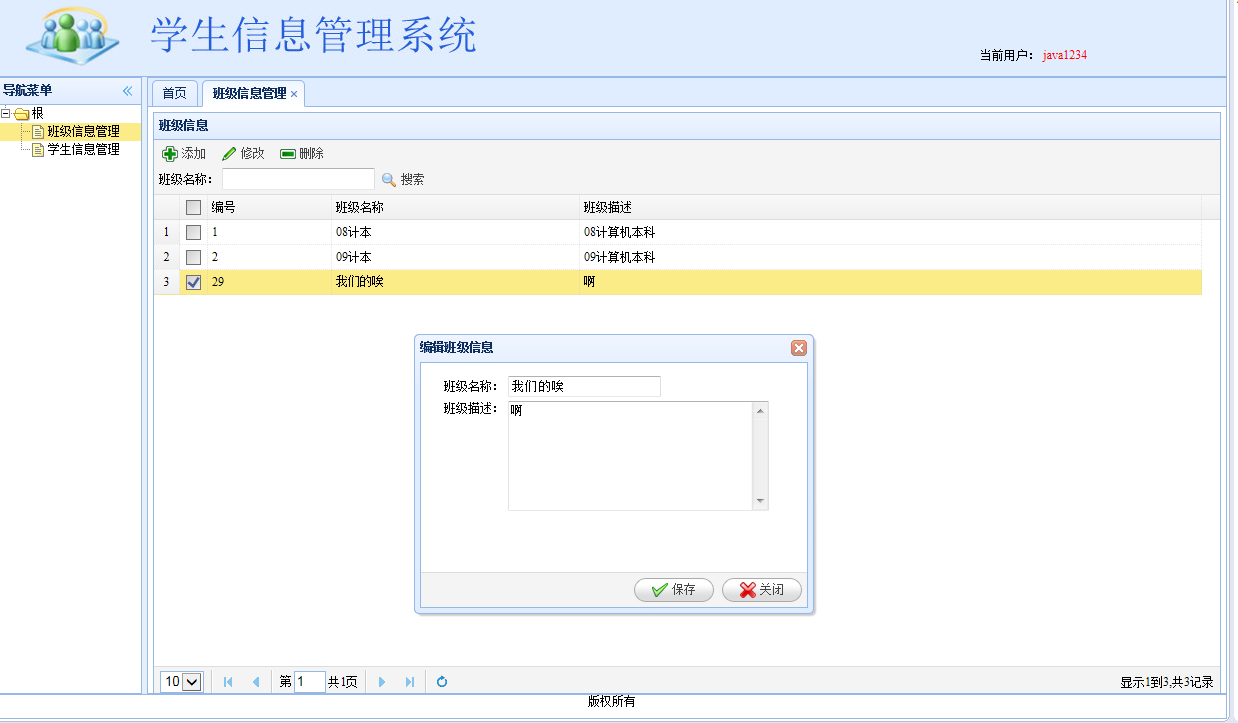 学生信息管理系统
当前用户： java1234
导航菜单
首页 班级信息管理
根
班级信息管理
学生信息管理
班级信息
添加 修改 删除
班级名称： 搜索
编号 班级名称 班级描述
1 1 08计本 08计算机本科
2 2 09计本 09计算机本科
3 29 我们的唉 啊
编辑班级信息
班级名称： 我们的唉
班级描述： 啊
保存 关闭
10 第 1 共1页 显示1到3,共3记录
版权所有